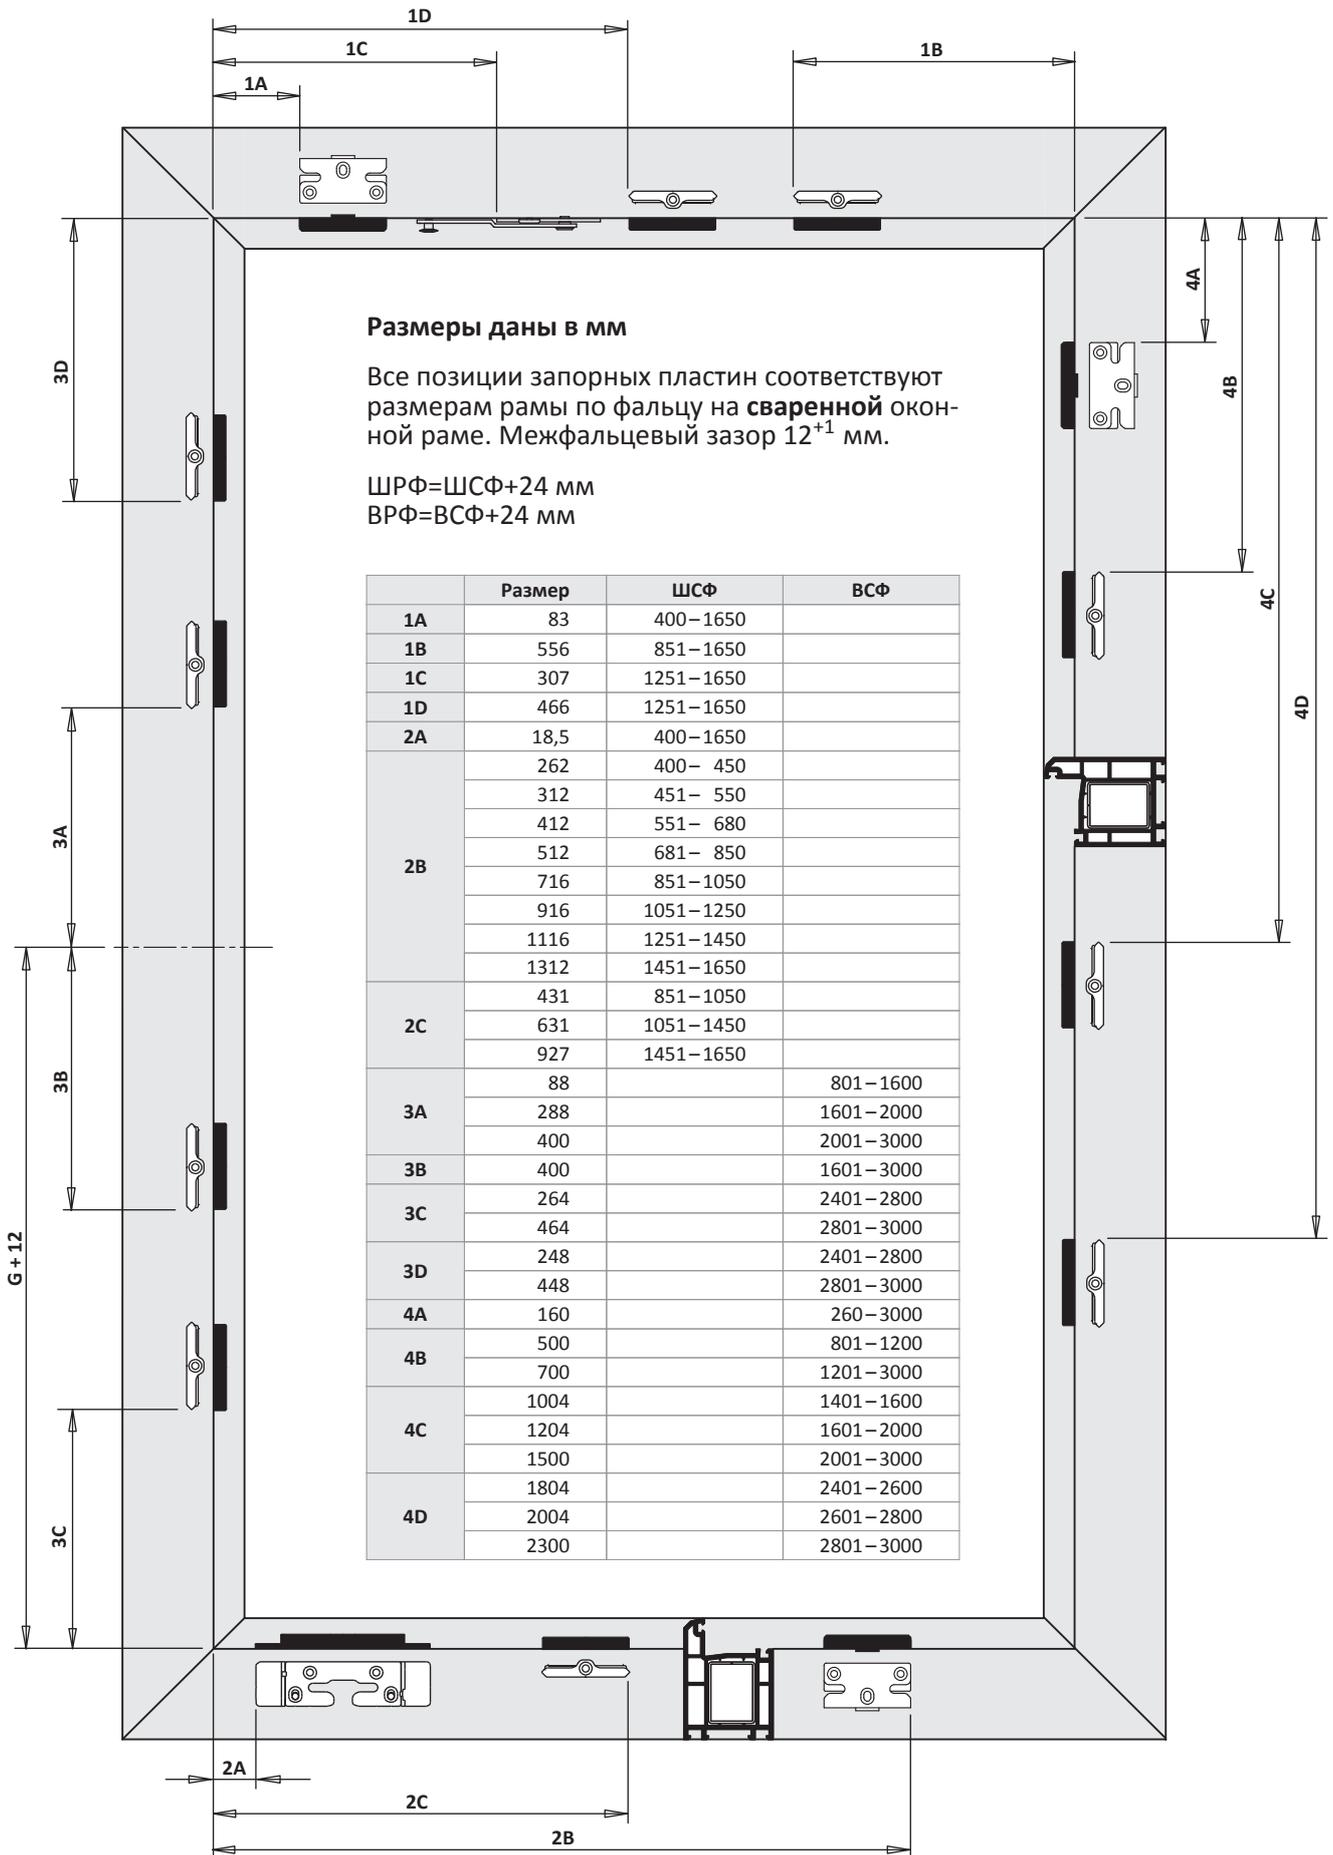 1D
1C
1B
1A
3D
4A
4B
4C
4D
3A
3B
G + 12
3C
Размеры даны в мм
Все позиции запорных пластин соответствуют
размерам рамы по фальцу на сваренной окон-
ной раме. Межфальцевый зазор 12⁺¹ мм.
ШРФ=ШСФ+24 мм
ВРФ=ВСФ+24 мм
Размер ШСФ ВСФ
1A 83 400–1650
1B 556 851–1650
1C 307 1251–1650
1D 466 1251–1650
2A 18,5 400–1650
2B 262 400– 450
312 451– 550
412 551– 680
512 681– 850
716 851–1050
916 1051–1250
1116 1251–1450
1312 1451–1650
2C 431 851–1050
631 1051–1450
927 1451–1650
3A 88 801–1600
288 1601–2000
400 2001–3000
3B 400 1601–3000
3C 264 2401–2800
464 2801–3000
3D 248 2401–2800
448 2801–3000
4A 160 260–3000
4B 500 801–1200
700 1201–3000
4C 1004 1401–1600
1204 1601–2000
1500 2001–3000
4D 1804 2401–2600
2004 2601–2800
2300 2801–3000
2A
2C
2B